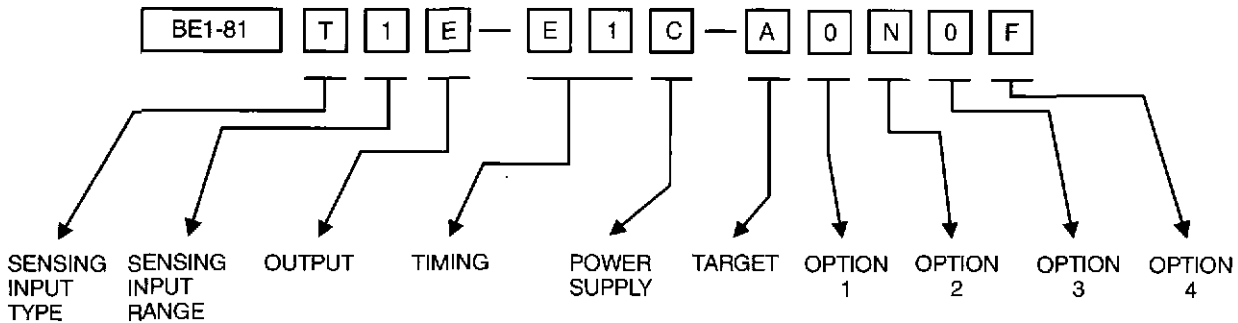 BE1-81 T 1 E — E 1 C — A 0 N 0 F
SENSING INPUT TYPE
SENSING INPUT RANGE
OUTPUT
TIMING
POWER SUPPLY
TARGET
OPTION 1
OPTION 2
OPTION 3
OPTION 4